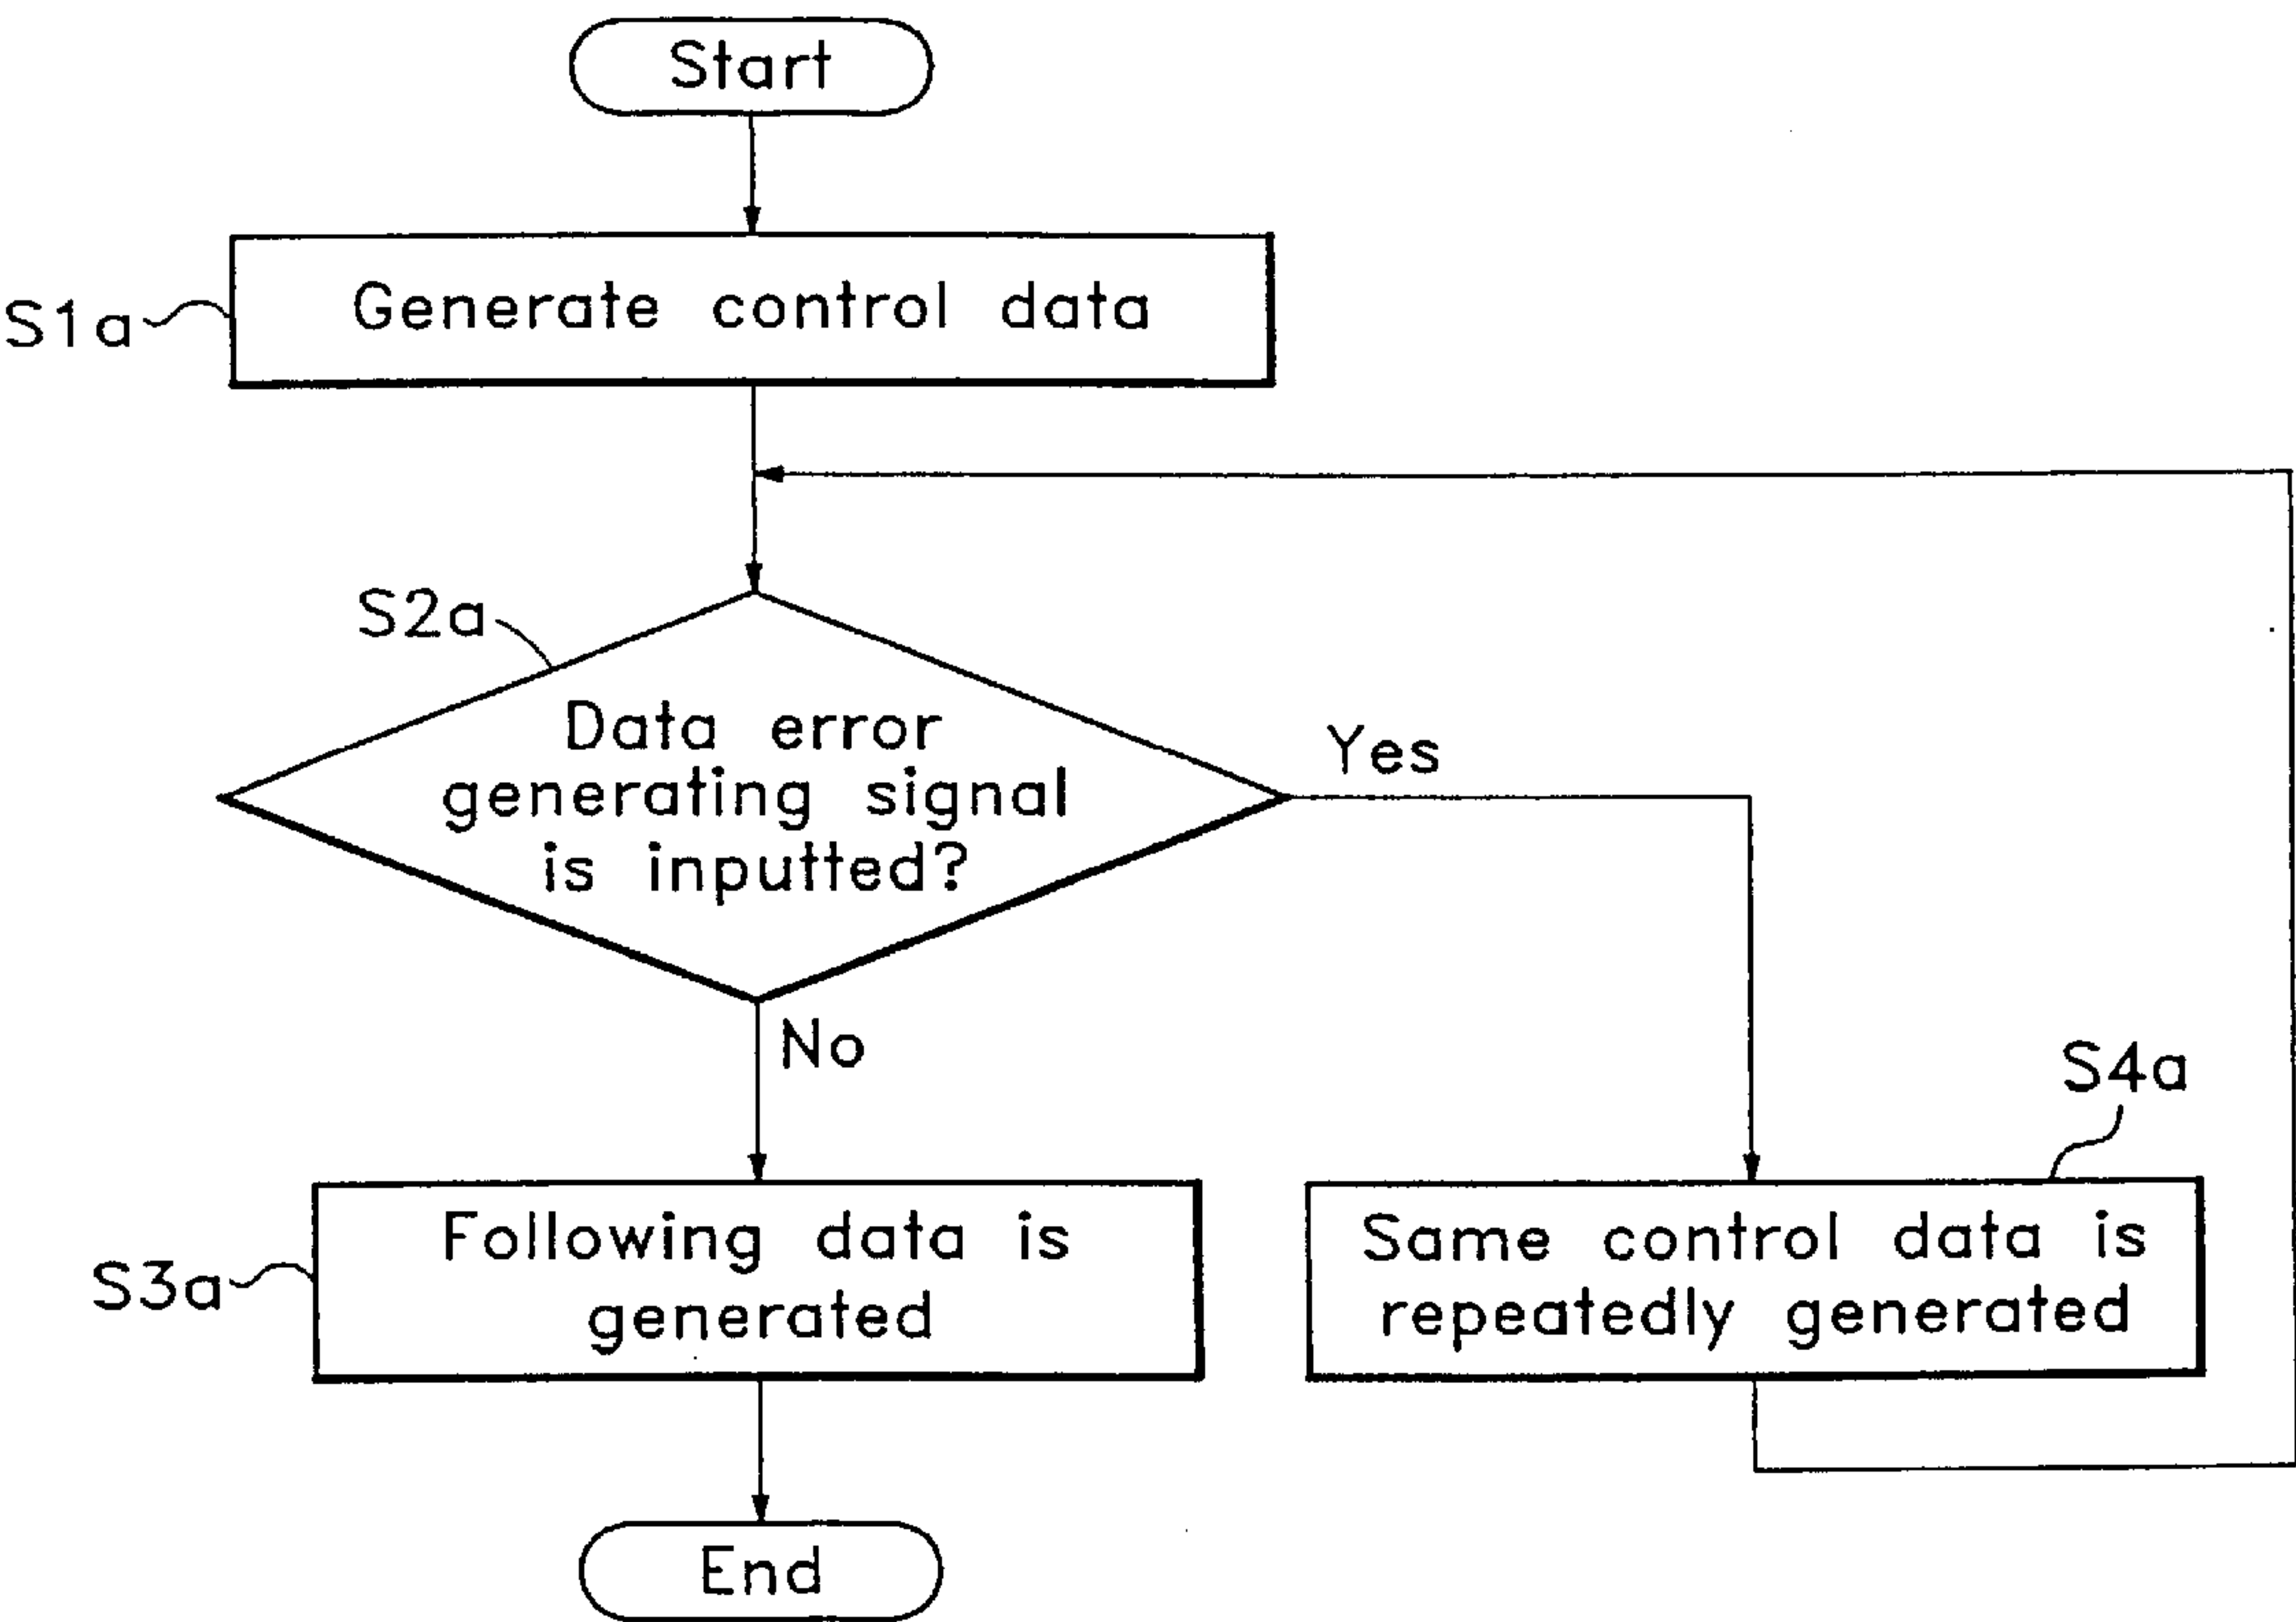 Start
S1a
Generate control data
S2a
Data error
generating signal
is inputted?
Yes
No
S4a
S3a
Following data is
generated
Same control data is
repeatedly generated
End